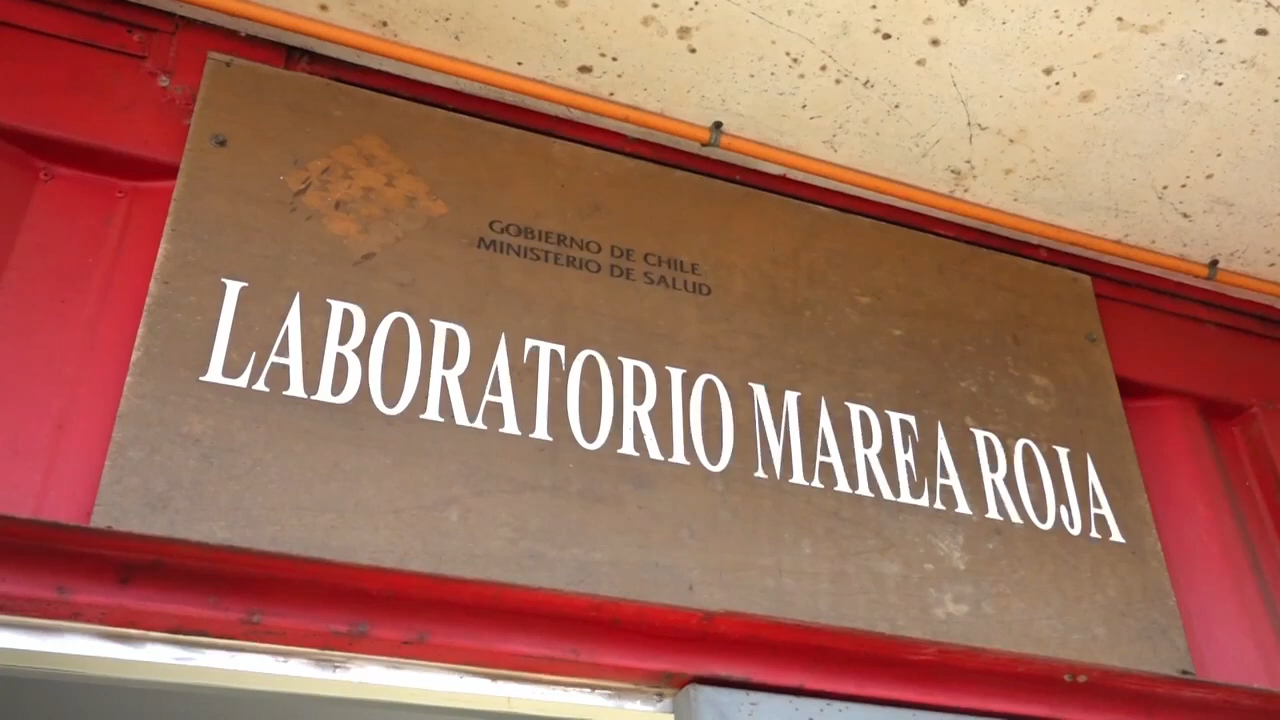 GOBIERNO DE CHILE
MINISTERIO DE SALUD
LABORATORIO MAREA ROJA